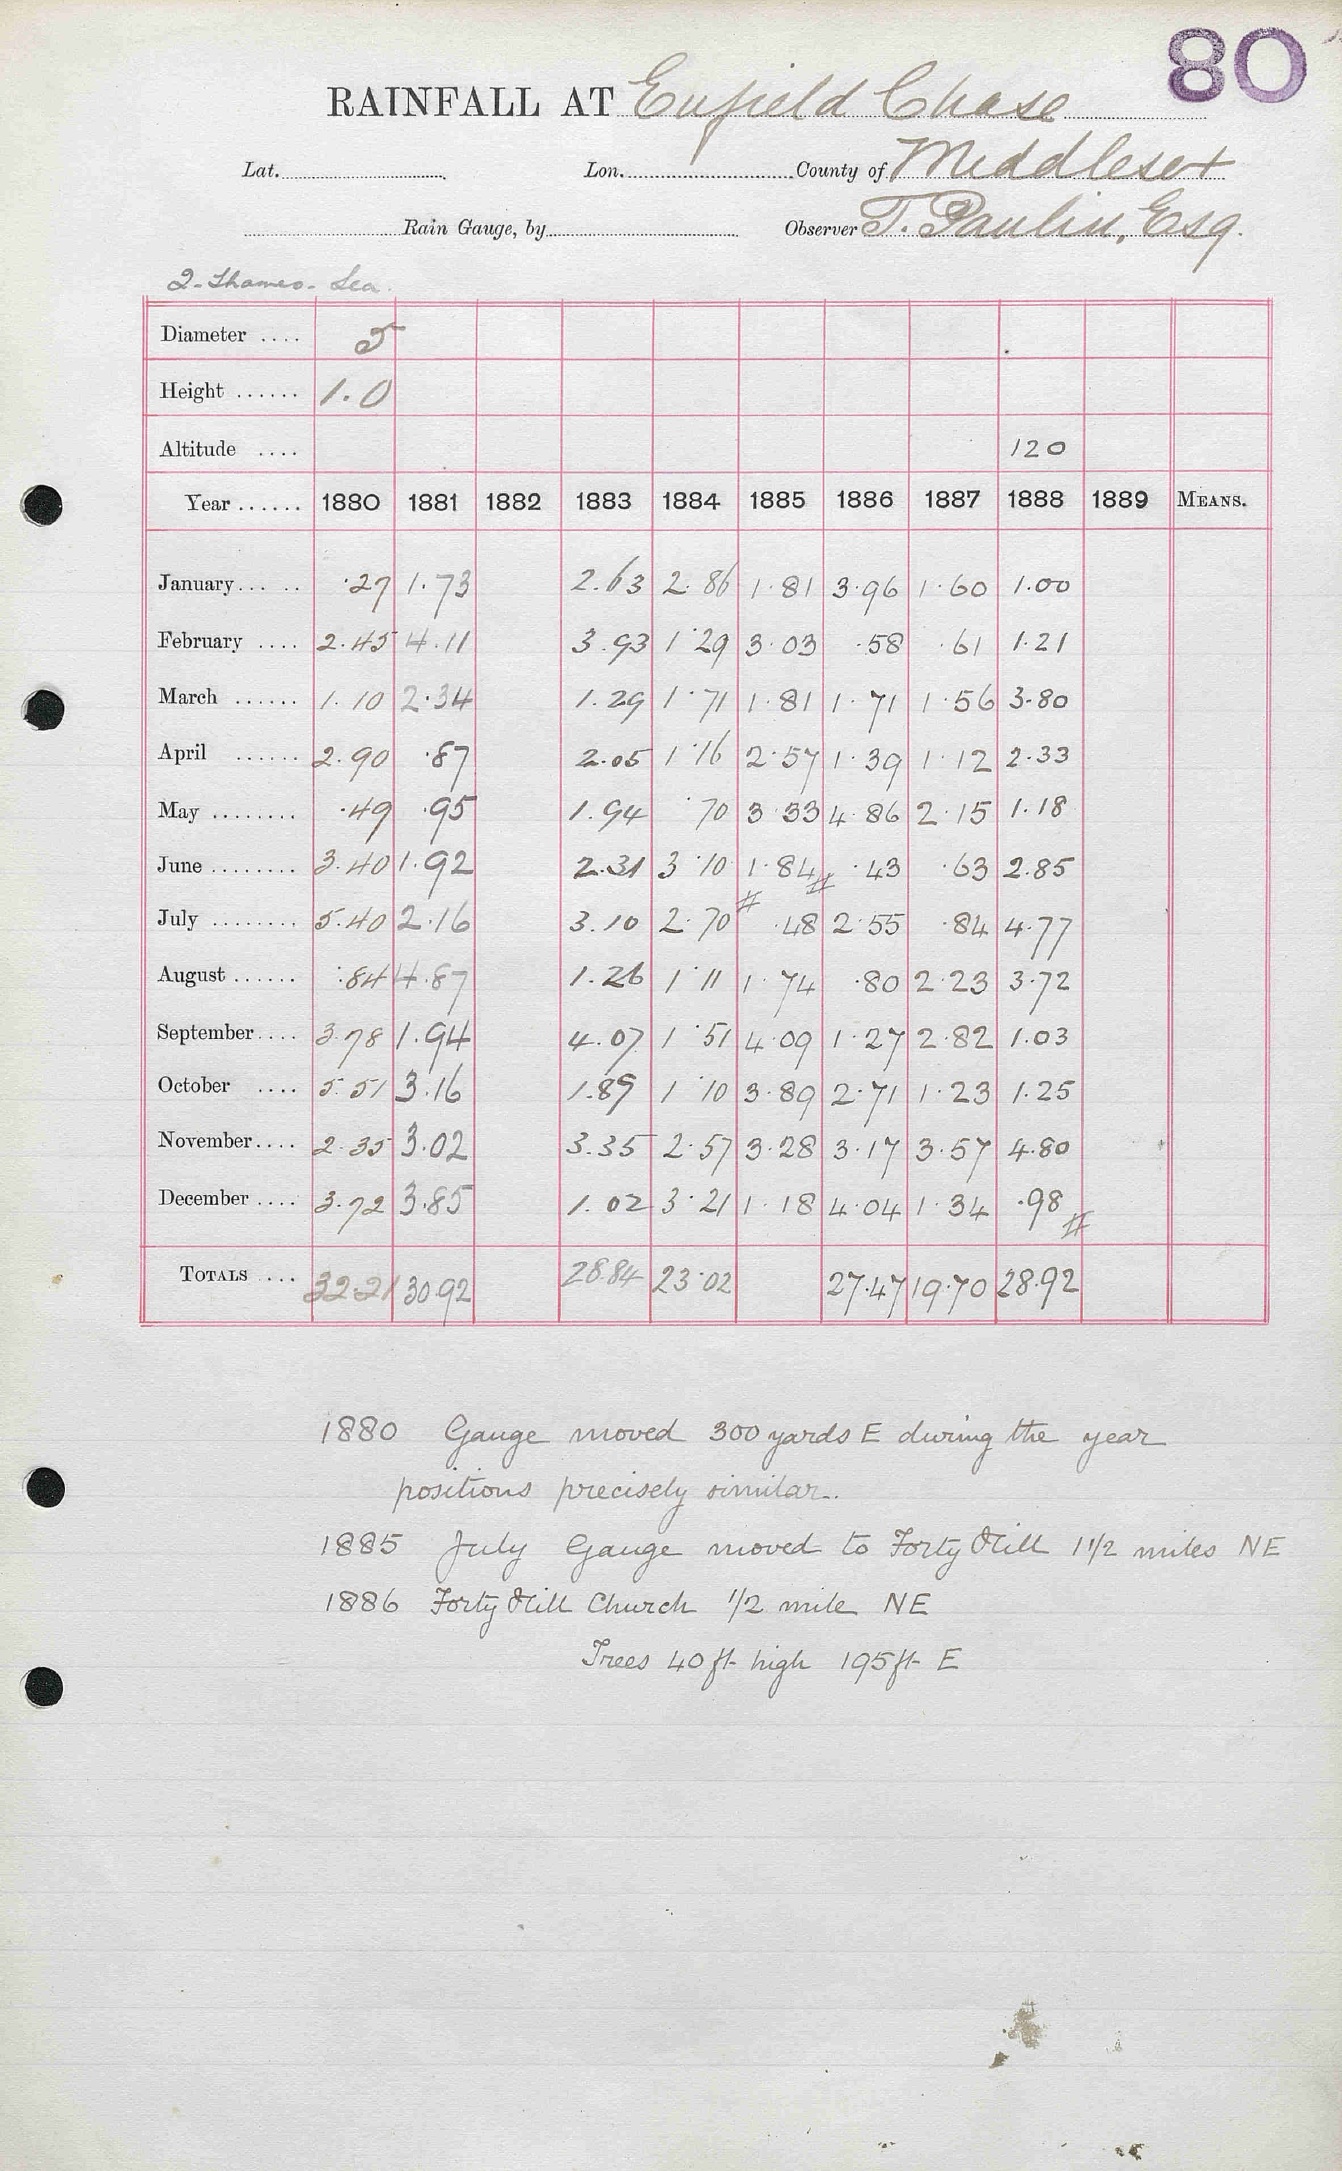 80
RAINFALL AT Enfield Chase
Lat. Lon. County of Middlesex
Rain Gauge, by Observer T. Paulin, Esq.
2-Thames-Lea.
Diameter .... 5
Height ...... 1.0
Altitude .... 120
Year ...... 1880 1881 1882 1883 1884 1885 1886 1887 1888 1889 MEANS.
January... .. .27 1.73 2.63 2.86 1.81 3.96 1.60 1.00
February .... 2.45 4.11 3.93 1.29 3.03 .58 .61 1.21
March ...... 1.10 2.34 1.29 1.71 1.81 1.71 1.56 3.80
April ...... 2.90 .87 2.05 1.16 2.57 1.39 1.12 2.33
May ........ .49 .95 1.94 .70 3.33 4.86 2.15 1.18
June ........ 3.40 1.92 2.31 3.10 1.84 # .43 .63 2.85
July ........ 5.40 2.16 3.10 2.70 # .48 2.55 .84 4.77
August ...... .84 4.87 1.26 1.11 1.74 .80 2.23 3.72
September.... 3.78 1.94 4.07 1.51 4.09 1.27 2.82 1.03
October .... 5.51 3.16 1.89 1.10 3.89 2.71 1.23 1.25
November.... 2.35 3.02 3.35 2.57 3.28 3.17 3.57 4.80
December .... 3.72 3.85 1.02 3.21 1.18 4.04 1.34 .98 #
TOTALS ... 32.21 30.92 28.84 23.02 27.47 19.70 28.92
1880 Gauge moved 300 yards E during the year
positions precisely similar.
1885 July Gauge moved to Forty Hill 1 1/2 miles NE
1886 Forty Hill Church 1/2 mile NE
Trees 40 ft high 195 ft E